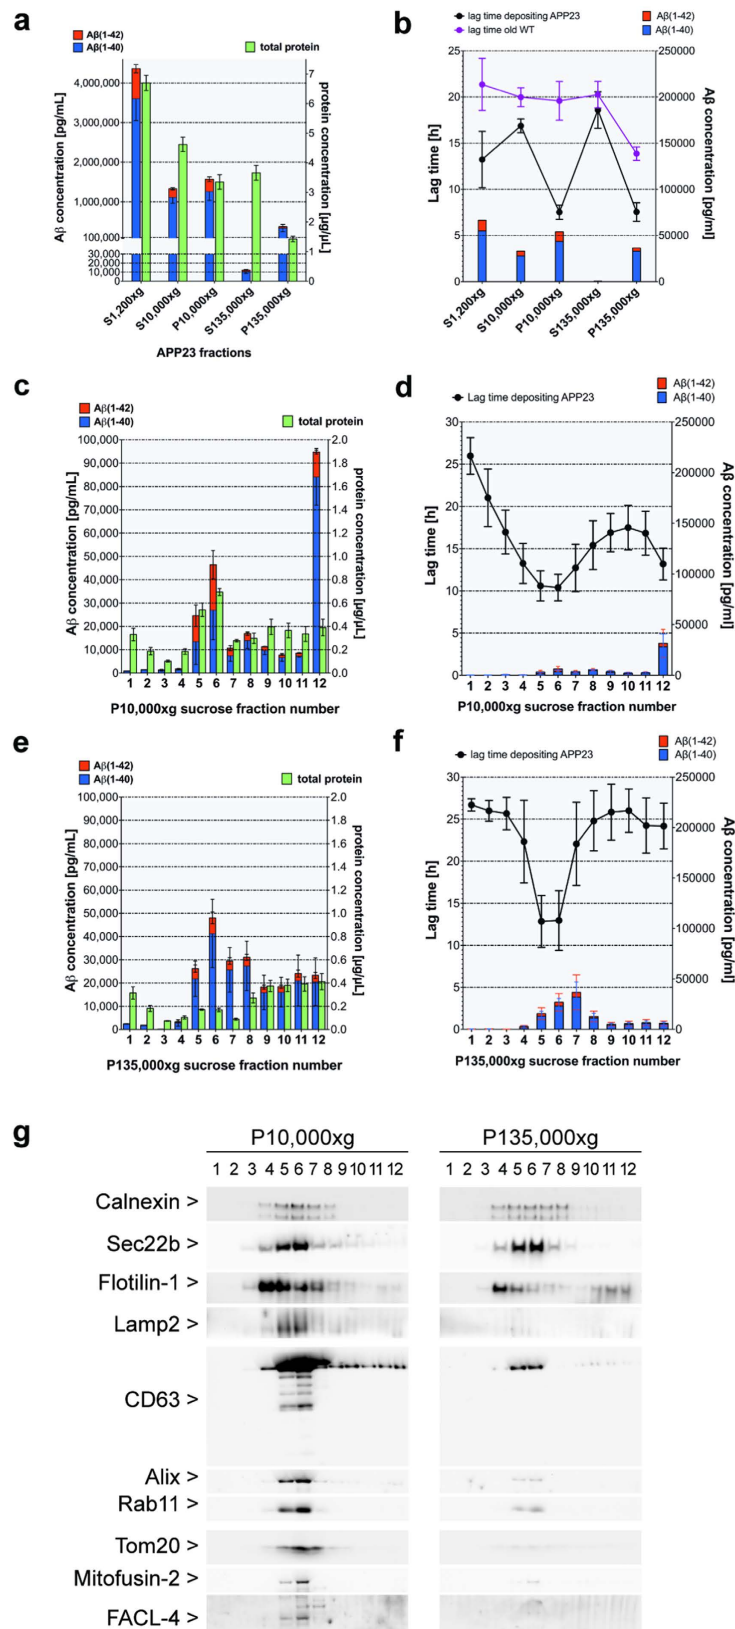 a
Aβ(1-42)
Aβ(1-40)
total protein
Aβ concentration [pg/mL]
4,000,000
3,000,000
2,000,000
1,000,000
100,000
30,000
20,000
10,000
0
7
6
5
4
3
2
1
0
protein concentration [µg/µL]
S1,200xg
S10,000xg
P10,000xg
S135,000xg
P135,000xg
APP23 fractions
b
lag time depositing APP23
lag time old WT
Aβ(1-42)
Aβ(1-40)
Lag time [h]
25
20
15
10
5
0
250000
200000
150000
100000
50000
0
Aβ concentration [pg/ml]
S1,200xg
S10,000xg
P10,000xg
S135,000xg
P135,000xg
c
Aβ(1-42)
Aβ(1-40)
total protein
Aβ concentration [pg/mL]
100,000
90,000
80,000
70,000
60,000
50,000
40,000
30,000
20,000
10,000
0
2.0
1.8
1.6
1.4
1.2
1.0
0.8
0.6
0.4
0.2
0.0
protein concentration [µg/µL]
1 2 3 4 5 6 7 8 9 10 11 12
P10,000xg sucrose fraction number
d
Lag time depositing APP23
Aβ(1-42)
Aβ(1-40)
Lag time [h]
30
25
20
15
10
5
0
250000
200000
150000
100000
50000
0
Aβ concentration [pg/ml]
1 2 3 4 5 6 7 8 9 10 11 12
P10,000xg sucrose fraction number
e
Aβ(1-42)
Aβ(1-40)
total protein
Aβ concentration [pg/mL]
100,000
90,000
80,000
70,000
60,000
50,000
40,000
30,000
20,000
10,000
0
2.0
1.8
1.6
1.4
1.2
1.0
0.8
0.6
0.4
0.2
0.0
protein concentration [µg/µL]
1 2 3 4 5 6 7 8 9 10 11 12
P135,000xg sucrose fraction number
f
lag time depositing APP23
Aβ(1-42)
Aβ(1-40)
Lag time [h]
30
25
20
15
10
5
0
250000
200000
150000
100000
50000
0
Aβ concentration [pg/ml]
1 2 3 4 5 6 7 8 9 10 11 12
P135,000xg sucrose fraction number
g
P10,000xg P135,000xg
1 2 3 4 5 6 7 8 9 10 11 12 1 2 3 4 5 6 7 8 9 10 11 12
Calnexin >
Sec22b >
Flotilin-1 >
Lamp2 >
CD63 >
Alix >
Rab11 >
Tom20 >
Mitofusin-2 >
FACL-4 >